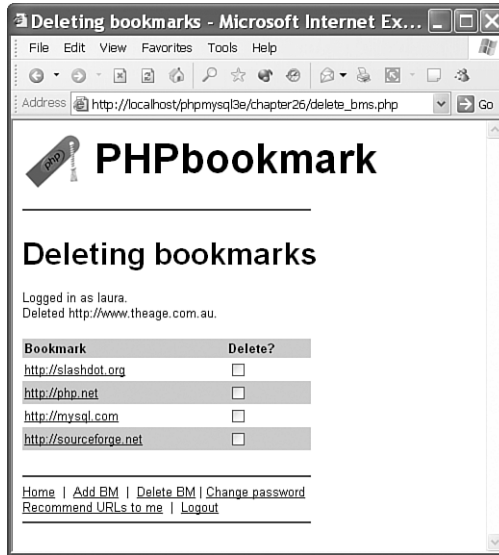 Deleting bookmarks - Microsoft Internet Ex...
File Edit View Favorites Tools Help
Address http://localhost/phpmysql3e/chapter26/delete_bms.php Go
php PHPbookmark
Deleting bookmarks
Logged in as laura.
Deleted http://www.theage.com.au.
Bookmark Delete?
http://slashdot.org
http://php.net
http://mysql.com
http://sourceforge.net
Home | Add BM | Delete BM | Change password
Recommend URLs to me | Logout